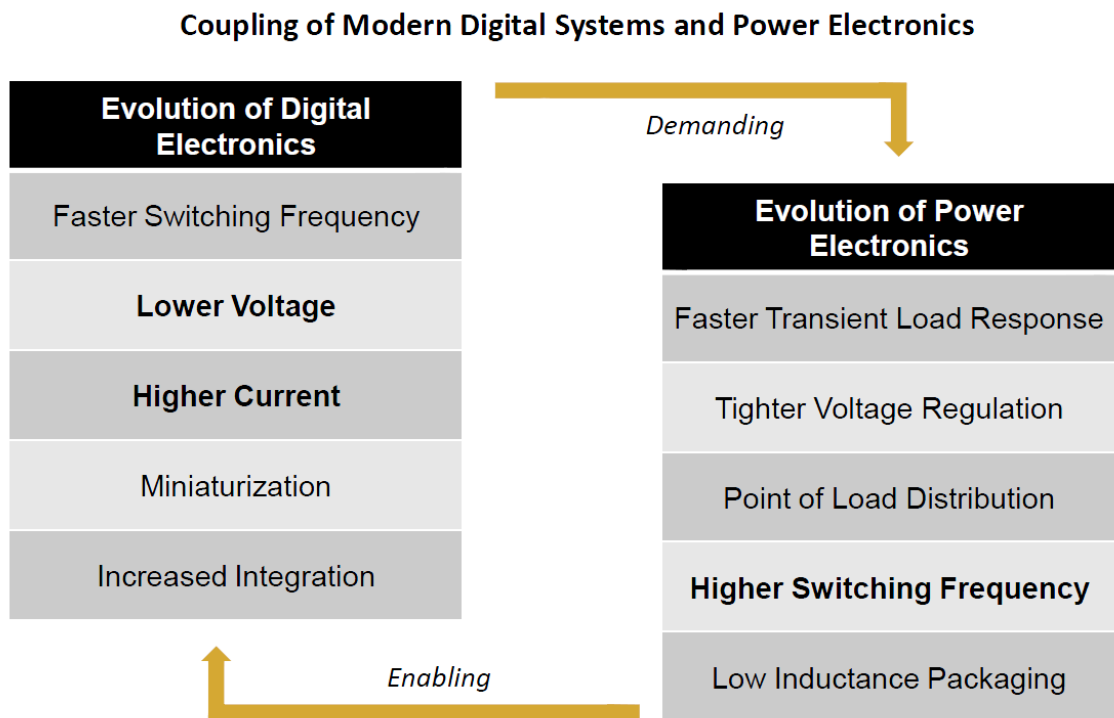 Coupling of Modern Digital Systems and Power Electronics
Evolution of Digital
Electronics
Faster Switching Frequency
Lower Voltage
Higher Current
Miniaturization
Increased Integration
Demanding
Evolution of Power
Electronics
Faster Transient Load Response
Tighter Voltage Regulation
Point of Load Distribution
Higher Switching Frequency
Low Inductance Packaging
Enabling